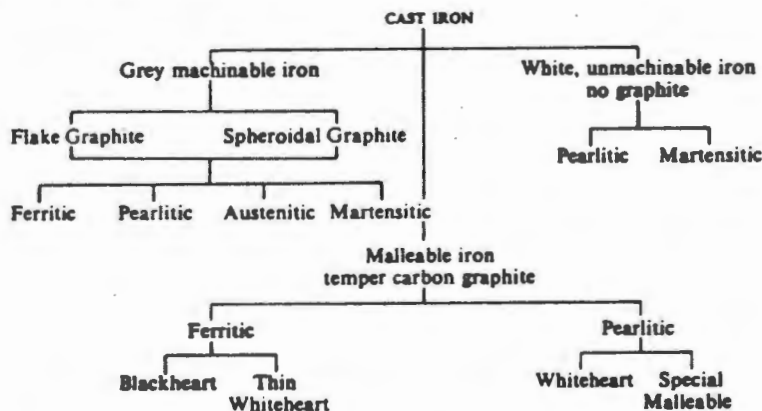 CAST IRON
Grey machinable iron
White, unmachinable iron
no graphite
Flake Graphite
Spheroidal Graphite
Pearlitic
Martensitic
Ferritic
Pearlitic
Austenitic
Martensitic
Malleable iron
temper carbon graphite
Ferritic
Pearlitic
Blackheart
Thin
Whiteheart
Whiteheart
Special
Malleable